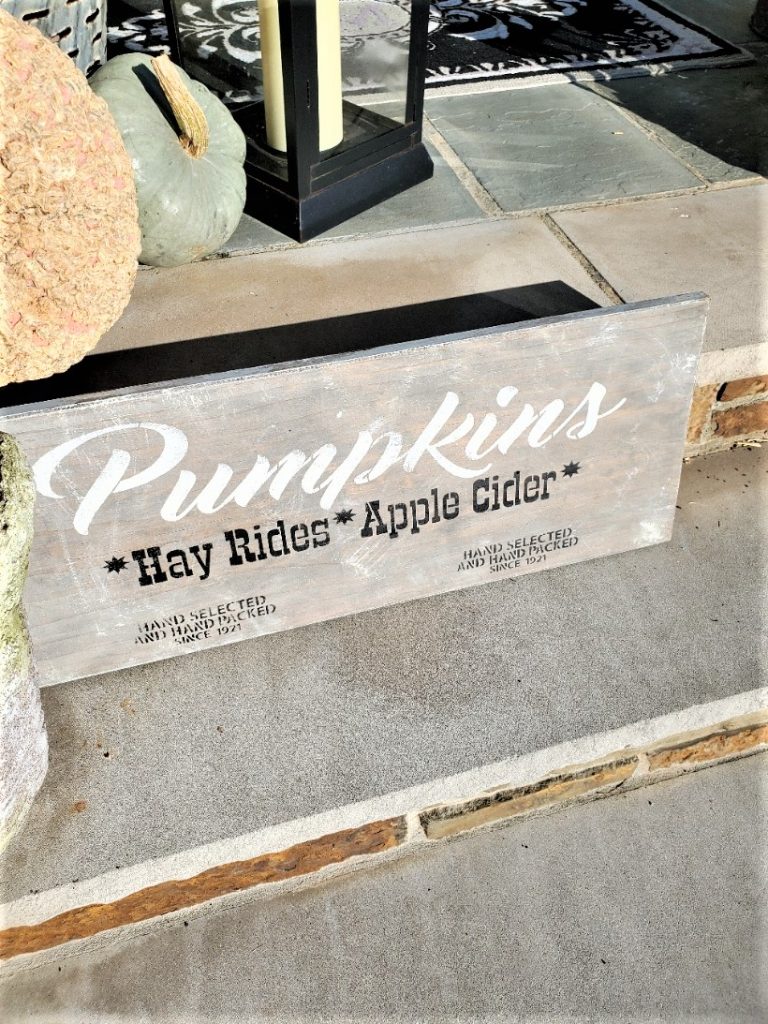 Pumpkins
*Hay Rides*Apple Cider*
HAND SELECTED
AND HAND PACKED
SINCE 1921
HAND SELECTED
AND HAND PACKED
SINCE 1921